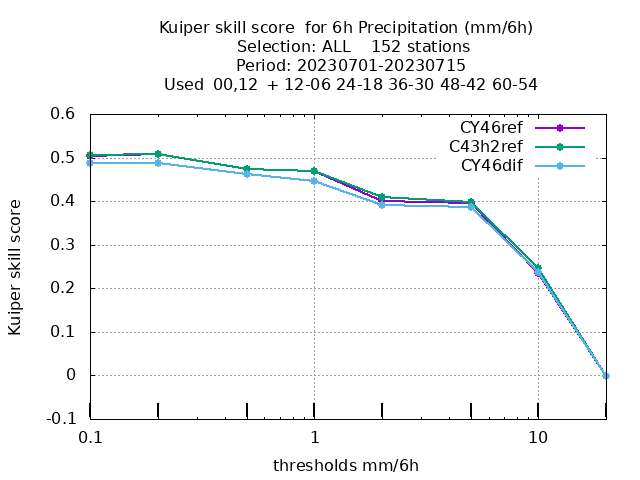 Kuiper skill score  for 6h Precipitation (mm/6h)
Selection: ALL    152 stations
Period: 20230701-20230715
Used  00,12  + 12-06 24-18 36-30 48-42 60-54
CY46ref
C43h2ref
CY46dif
0.6
0.5
0.4
0.3
0.2
0.1
0
-0.1
Kuiper skill score
0.1 1 10
thresholds mm/6h